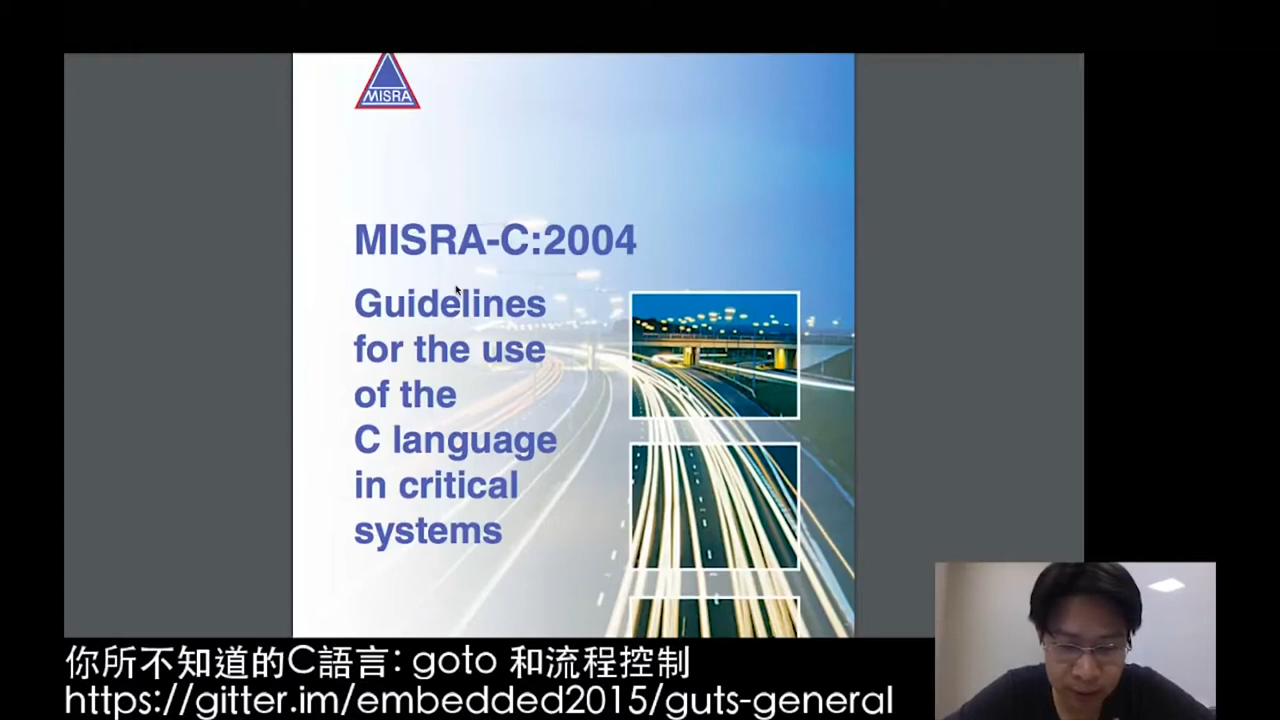 MISRA
MISRA-C:2004
Guidelines
for the use
of the
C language
in critical
systems
你所不知道的C語言: goto 和流程控制
https://gitter.im/embedded2015/guts-general